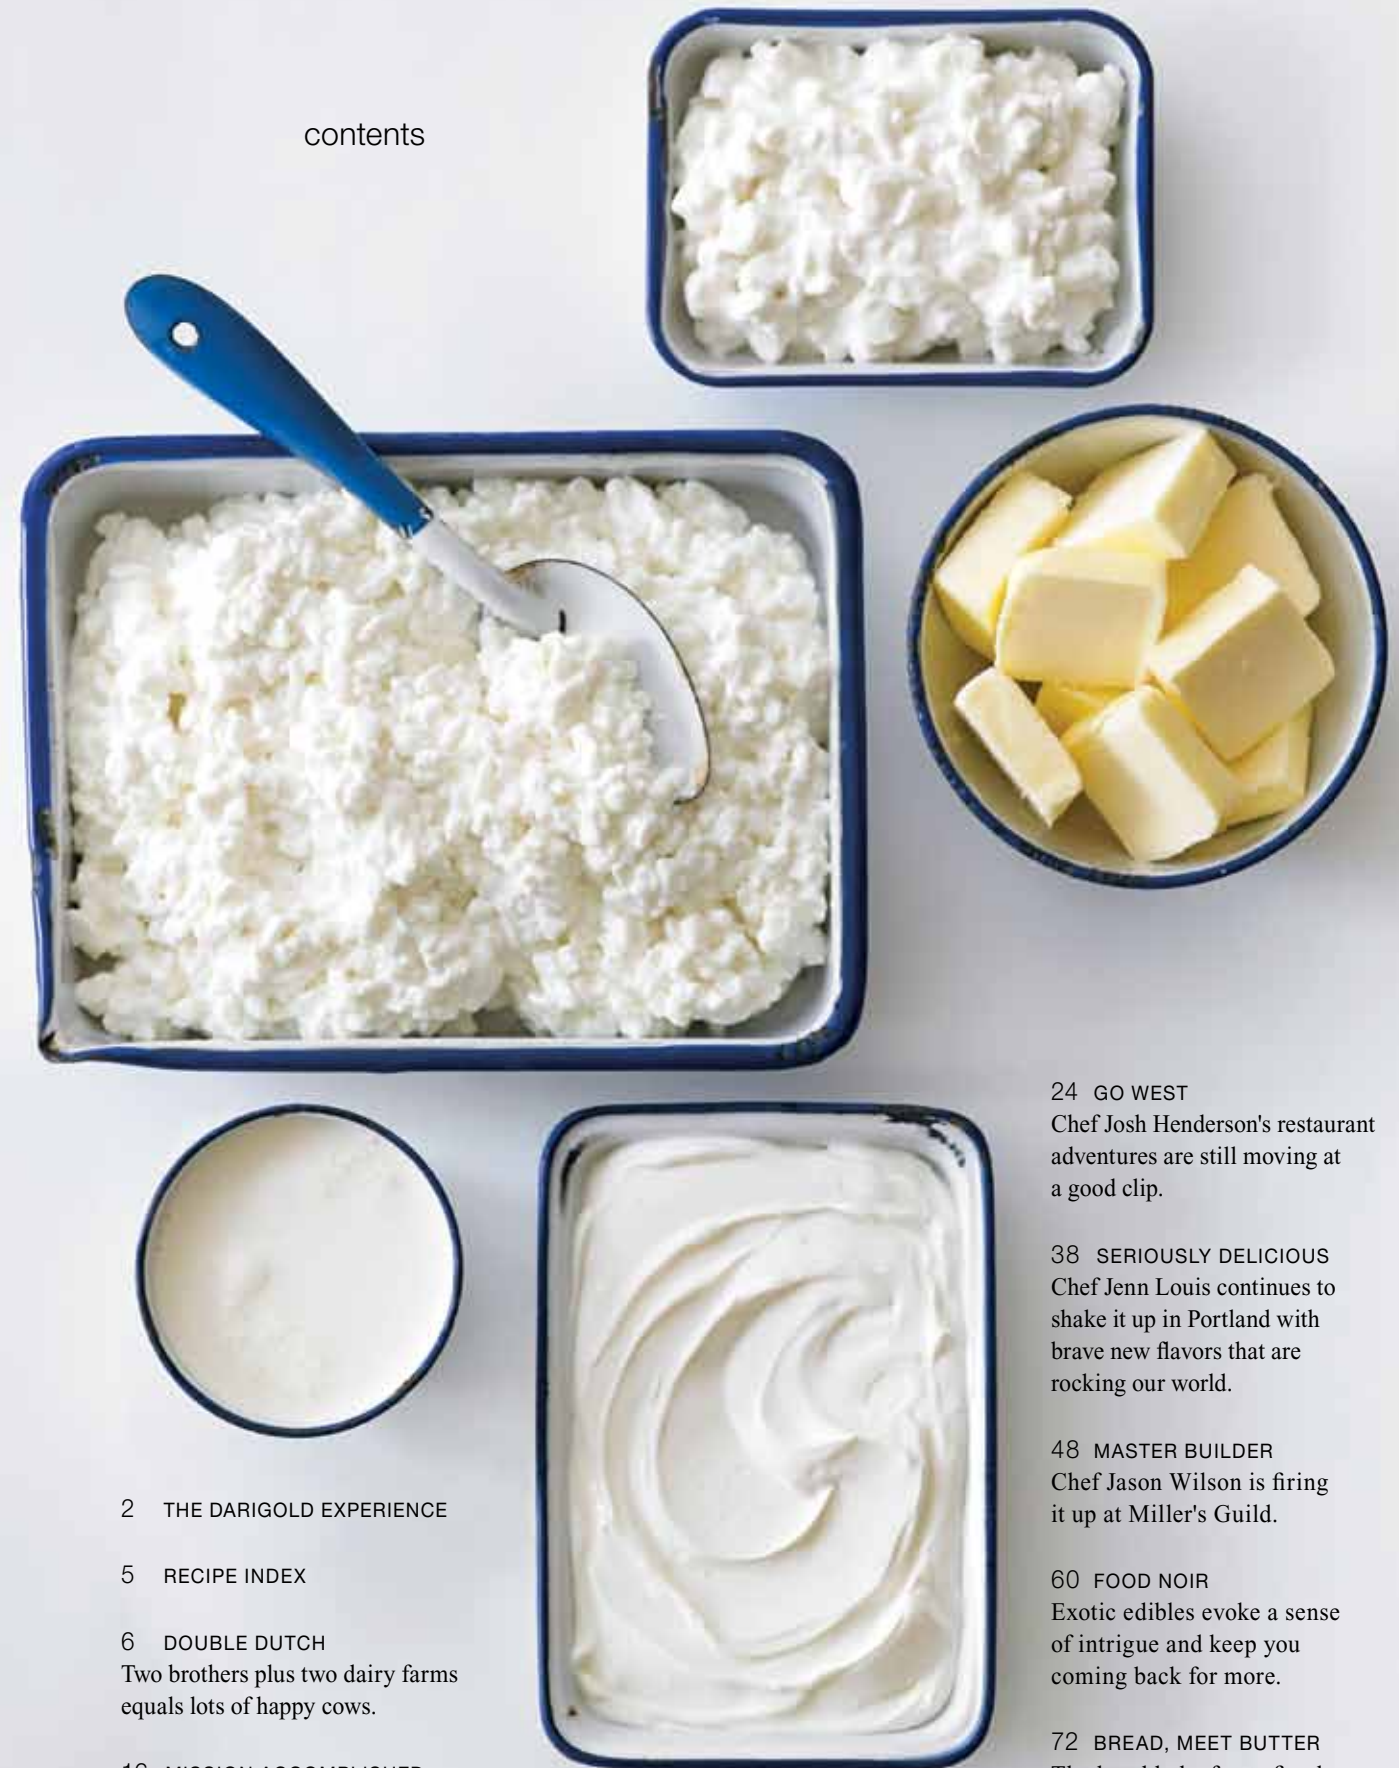 contents
2 THE DARIGOLD EXPERIENCE
5 RECIPE INDEX
6 DOUBLE DUTCH
Two brothers plus two dairy farms
equals lots of happy cows.
MISSION ACCOMPLISHED
24 GO WEST
Chef Josh Henderson's restaurant
adventures are still moving at
a good clip.
38 SERIOUSLY DELICIOUS
Chef Jenn Louis continues to
shake it up in Portland with
brave new flavors that are
rocking our world.
48 MASTER BUILDER
Chef Jason Wilson is firing
it up at Miller's Guild.
60 FOOD NOIR
Exotic edibles evoke a sense
of intrigue and keep you
coming back for more.
72 BREAD, MEET BUTTER